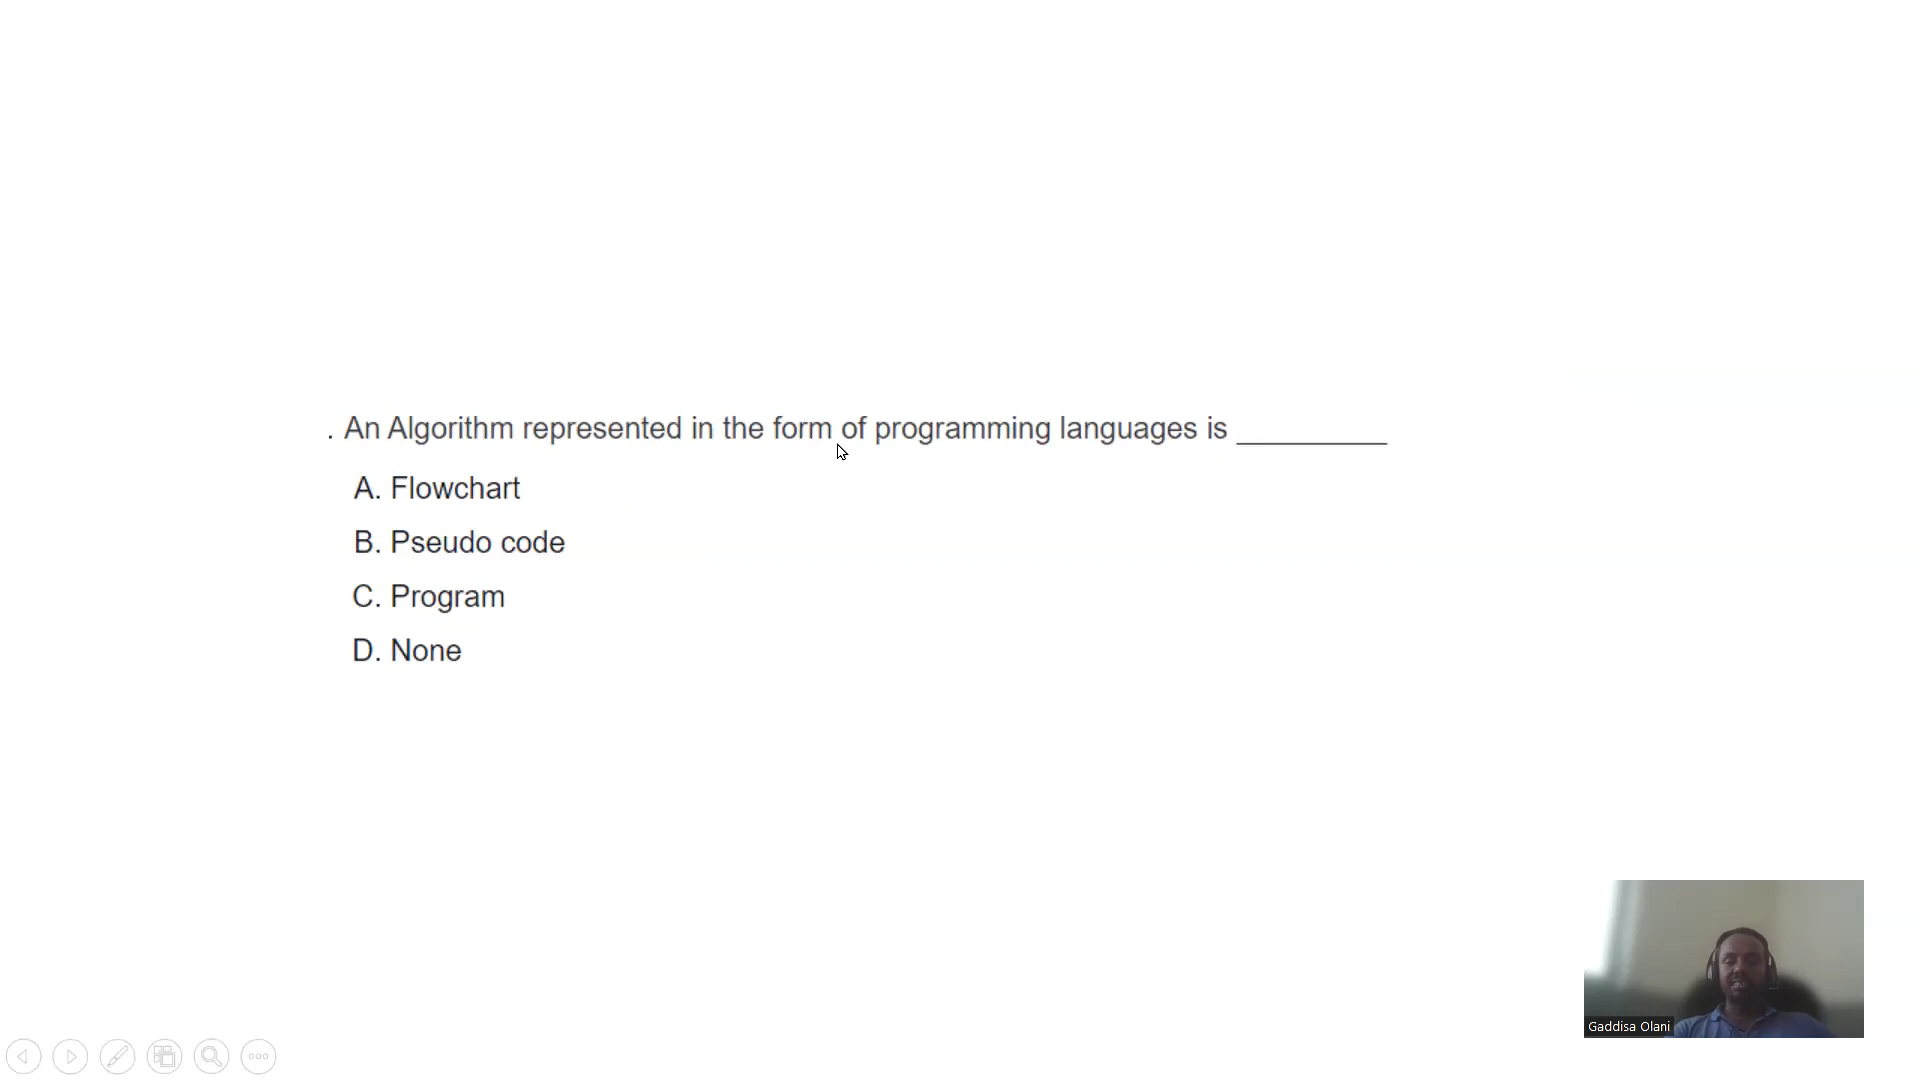 . An Algorithm represented in the form of programming languages is __________
A. Flowchart
B. Pseudo code
C. Program
D. None
Gaddisa Olani